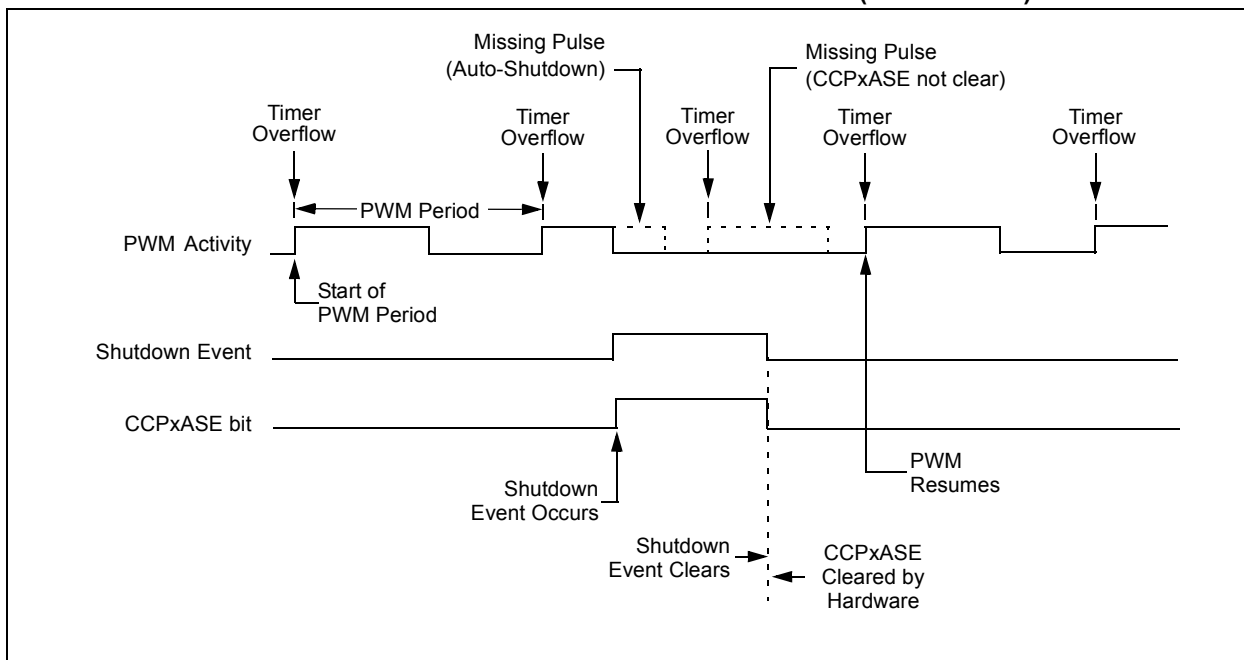 Missing Pulse
(Auto-Shutdown)
Missing Pulse
(CCPxASE not clear)
Timer
Overflow
Timer
Overflow
Timer
Overflow
Timer
Overflow
Timer
Overflow
PWM Period
PWM Activity
Start of
PWM Period
Shutdown Event
CCPxASE bit
Shutdown
Event Occurs
PWM
Resumes
Shutdown
Event Clears
CCPxASE
Cleared by
Hardware